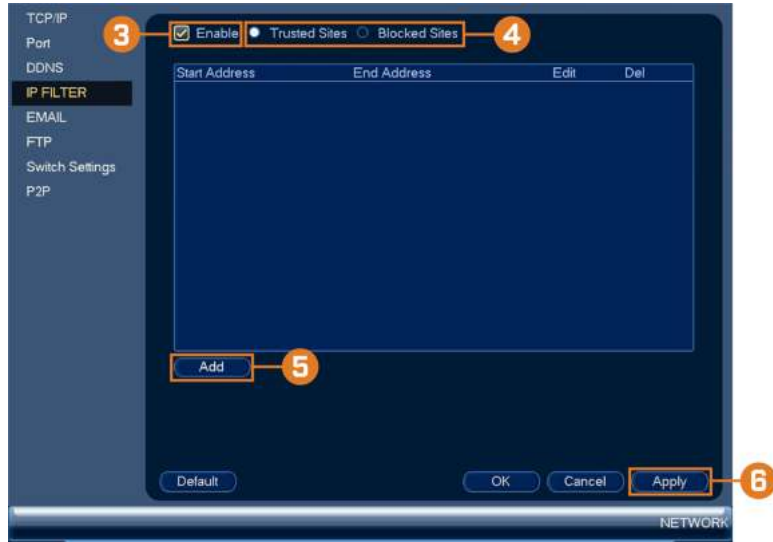 TCP/IP
Port
DDNS
IP FILTER
EMAIL
FTP
Switch Settings
P2P
3 Enable Trusted Sites Blocked Sites 4
Start Address End Address Edit Del
Add 5
Default OK Cancel Apply 6
NETWORK